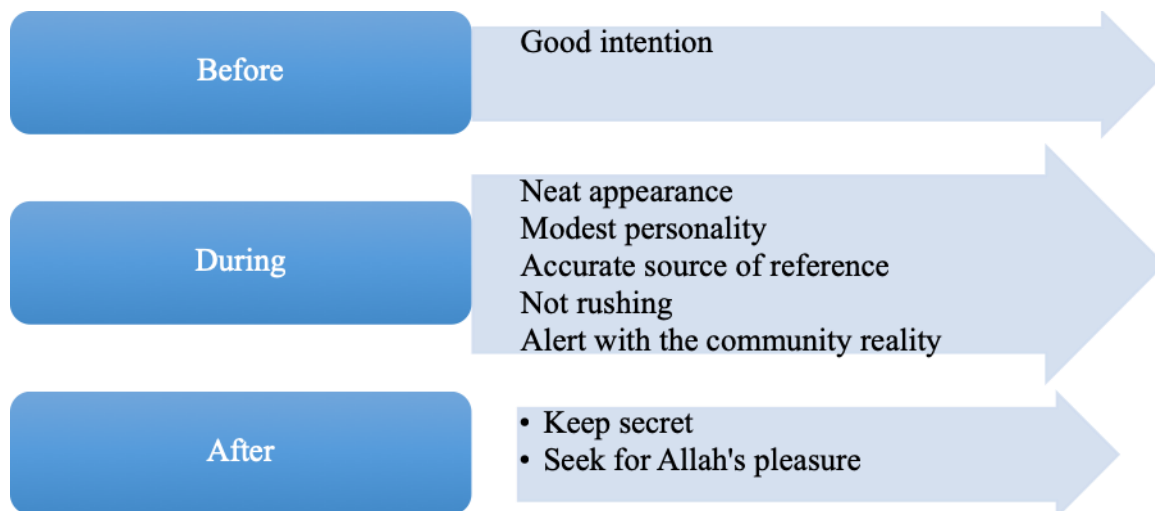 Before
Good intention
During
Neat appearance
Modest personality
Accurate source of reference
Not rushing
Alert with the community reality
After
• Keep secret
• Seek for Allah's pleasure